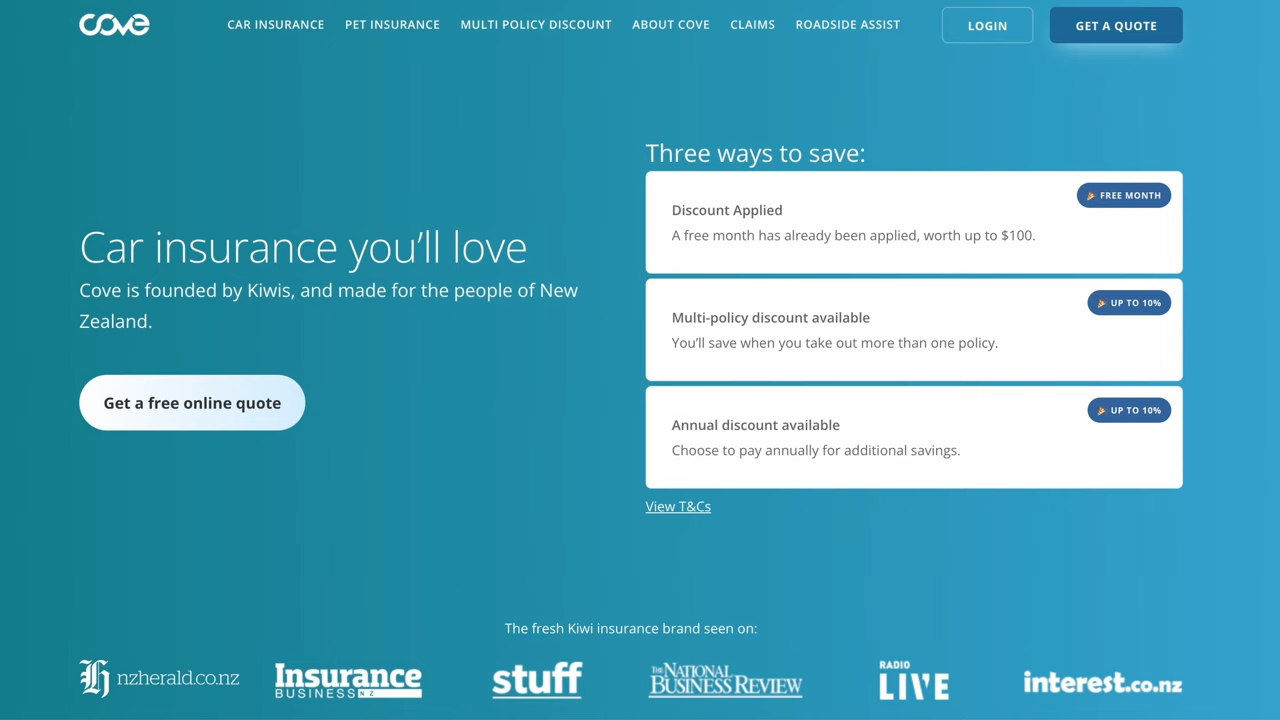 cove
CAR INSURANCE
PET INSURANCE
MULTI POLICY DISCOUNT
ABOUT COVE
CLAIMS
ROADSIDE ASSIST
LOGIN
GET A QUOTE
Car insurance you’ll love
Cove is founded by Kiwis, and made for the people of New
Zealand.
Get a free online quote
Three ways to save:
FREE MONTH
Discount Applied
A free month has already been applied, worth up to $100.
UP TO 10%
Multi-policy discount available
You’ll save when you take out more than one policy.
UP TO 10%
Annual discount available
Choose to pay annually for additional savings.
View T&Cs
The fresh Kiwi insurance brand seen on:
nzherald.co.nz
Insurance
BUSINESS NZ
stuff
THE NATIONAL
BUSINESS REVIEW
RADIO
LIVE
interest.co.nz